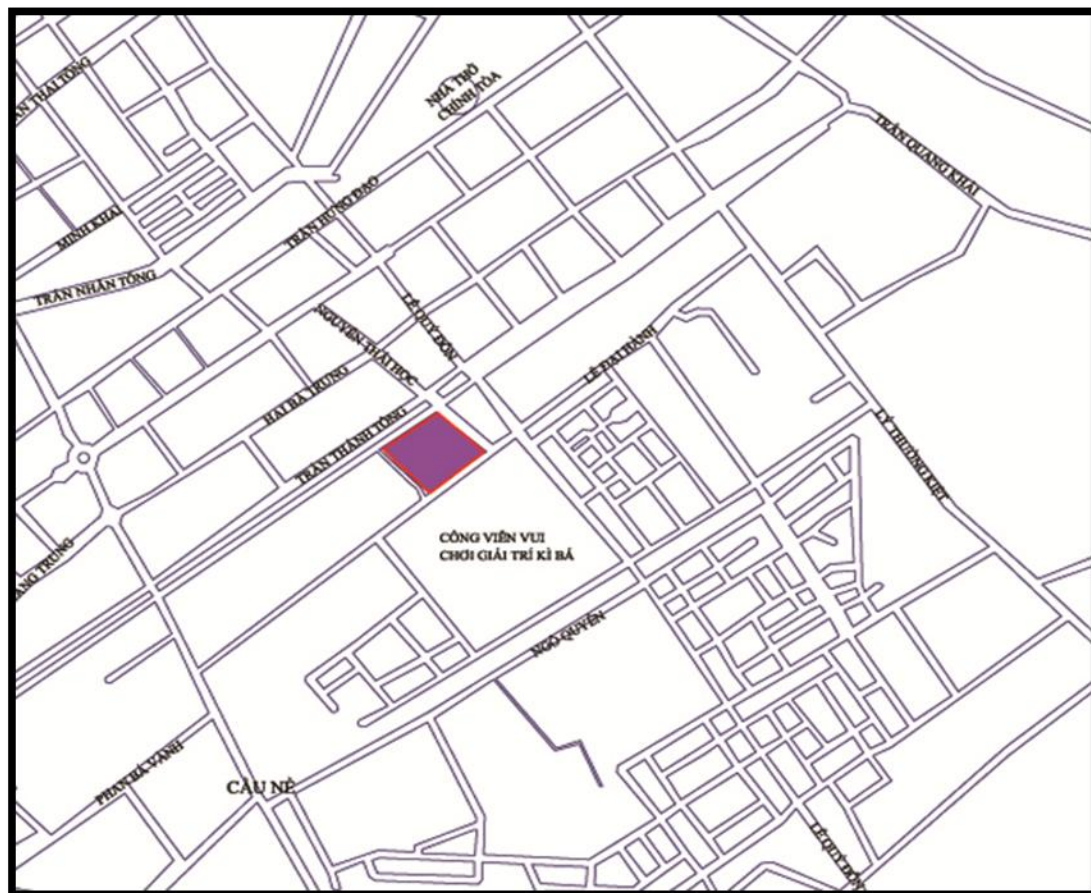 NHÀ THỜ
CHÍNH TÒA
TRẦN QUANG KHẢI
MINH KHAI
TRẦN HƯNG ĐẠO
TRẦN NHÂN TÔNG
LÊ QUÝ ĐÔN
NGUYỄN THÁI HỌC
LÊ ĐẠI HÀNH
HAI BÀ TRƯNG
TRẦN THÁNH TÔNG
LÝ THƯỜNG KIỆT
CÔNG VIÊN VUI
CHƠI GIẢI TRÍ KÌ BÁ
NGÔ QUYỀN
PHAN BÁ VÀNH
CẦU NÊ
LÊ QUÝ ĐÔN